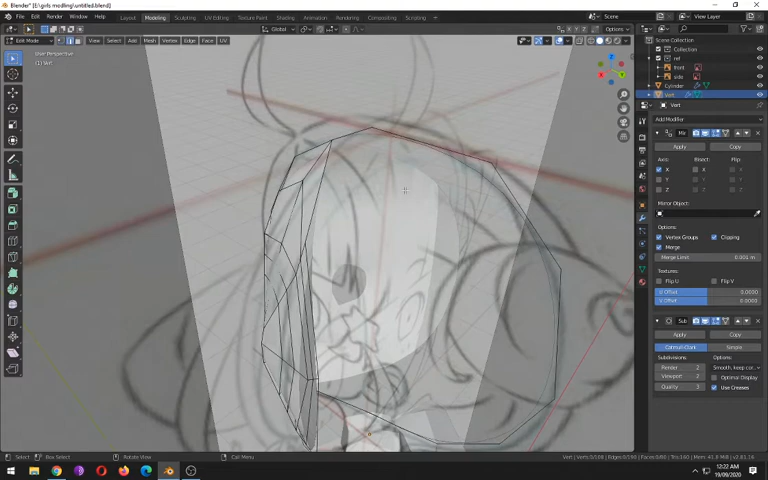 Blender* [E:\girls modling\untitled.blend]
File Edit Render Window Help Layout Modeling Sculpting UV Editing Texture Paint Shading Animation Rendering Compositing Scripting Scene View Layer
Global Options
Edit Mode View Select Add Mesh Vertex Edge Face UV
User Perspective
(1) Vert
Scene Collection
Collection
ref
front
side
Cylinder
Vert
Vert
Add Modifier
Mir
Apply Copy
Axis: Bisect: Flip:
X X X
Y Y Y
Z Z Z
Mirror Object:
Options:
Vertex Groups Clipping
Merge
Merge Limit 0.001 m
Textures:
Flip U Flip V
U Offset 0.0000
V Offset 0.0000
Sub
Apply Copy
Catmull-Clark Simple
Subdivisions: Options:
Render 2 Smooth, keep cor..
Viewport 2 Optimal Display
Quality 3 Use Creases
Select Box Select Rotate View Call Menu
12:22 AM
19/09/2020